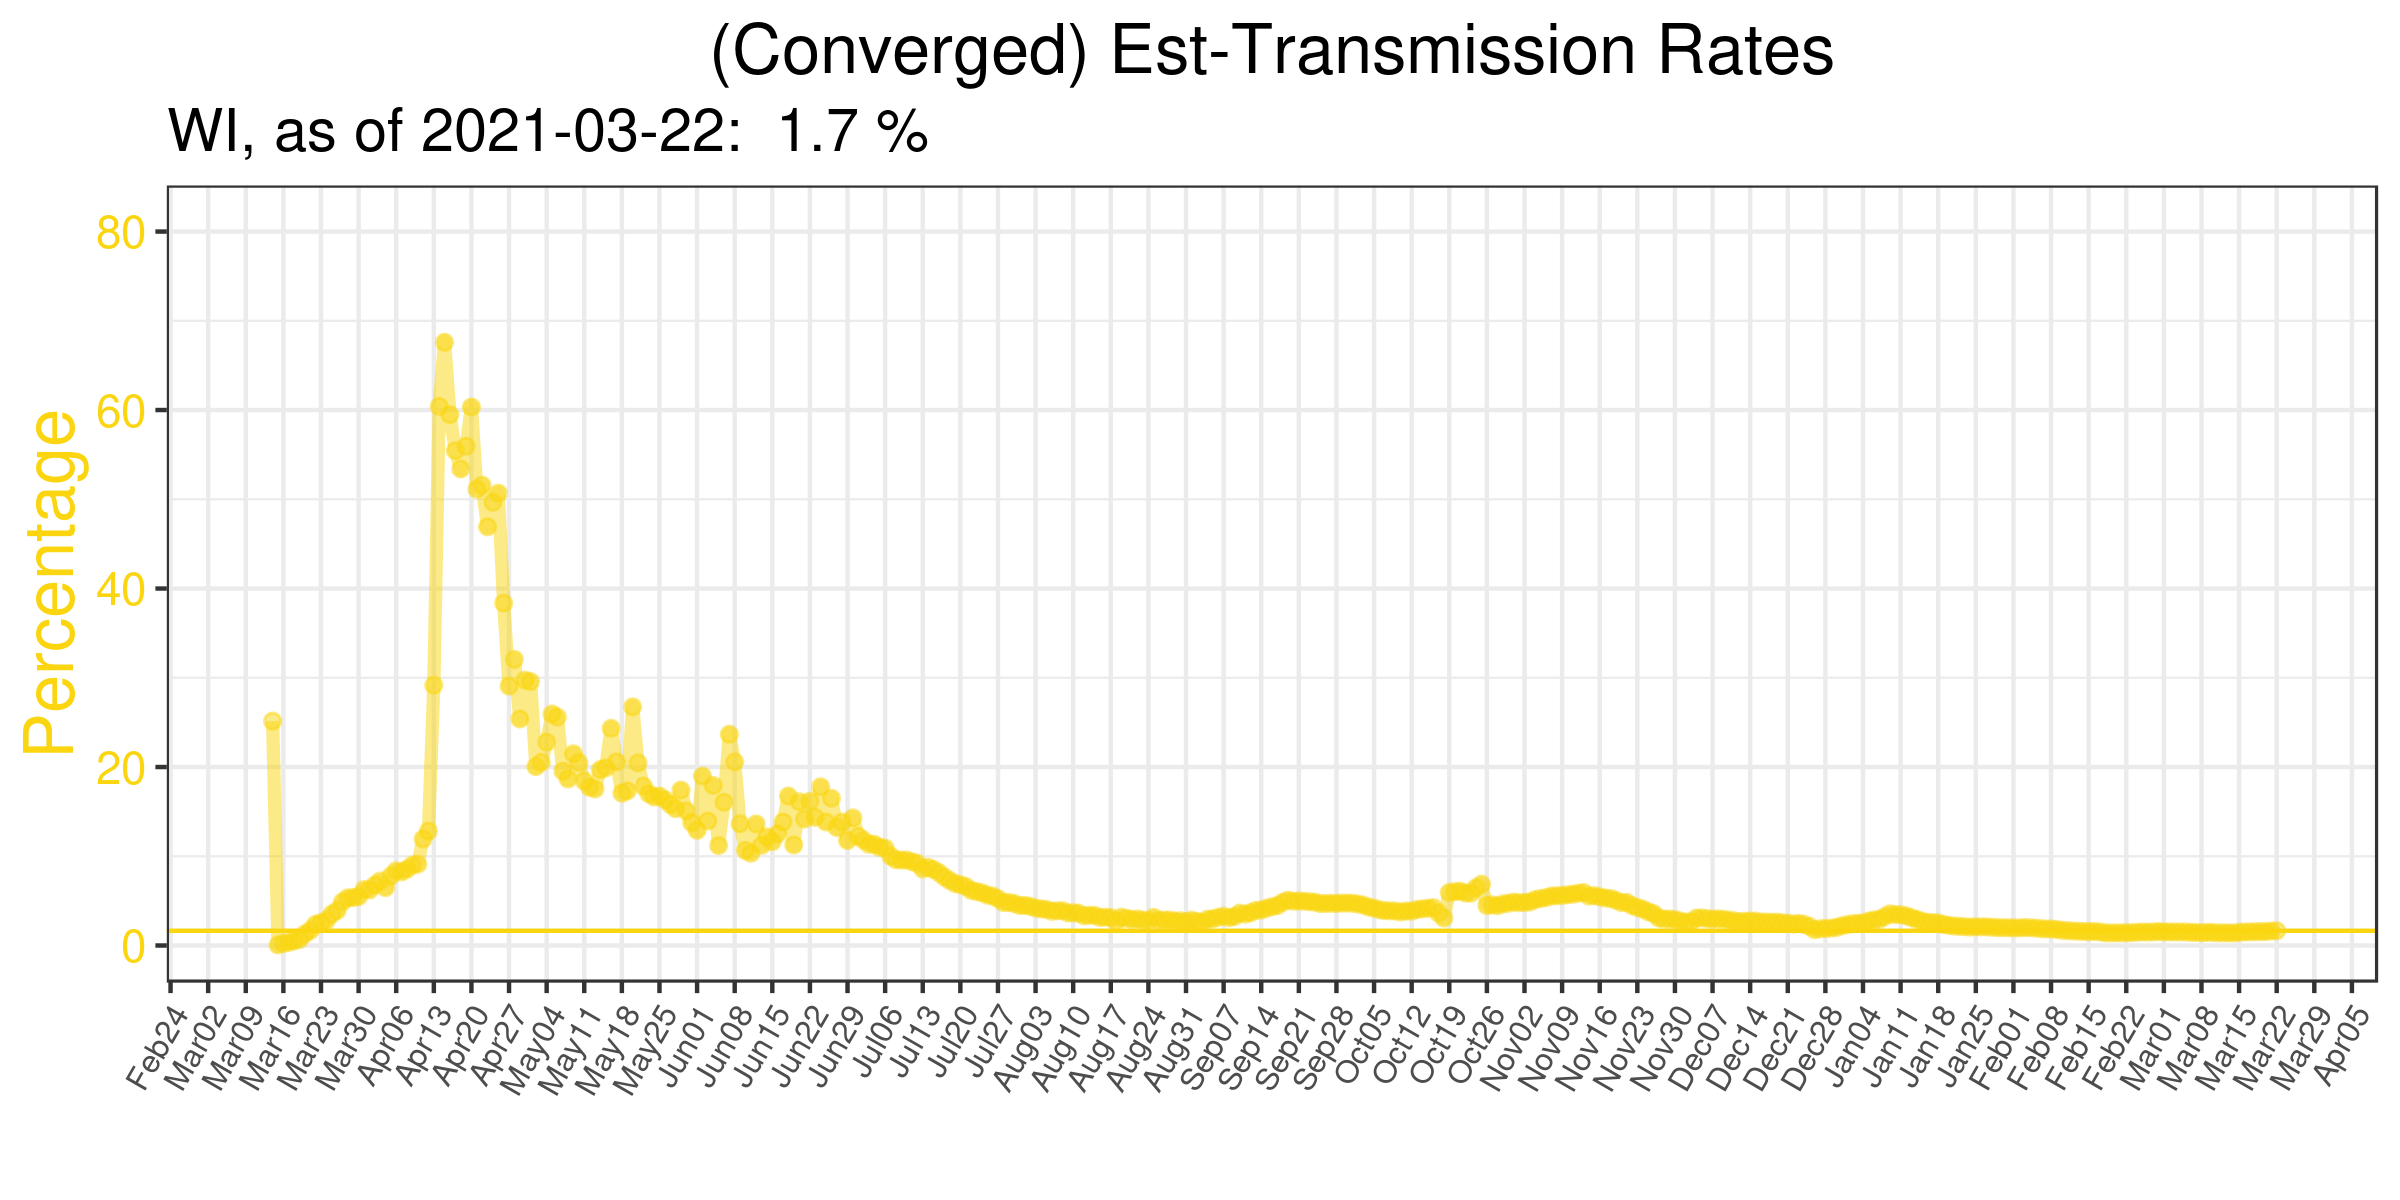 (Converged) Est-Transmission Rates
WI, as of 2021-03-22:  1.7 %
Percentage
80
60
40
20
0
Feb24 Mar02 Mar09 Mar16 Mar23 Mar30 Apr06 Apr13 Apr20 Apr27 May04 May11 May18 May25 Jun01 Jun08 Jun15 Jun22 Jun29 Jul06 Jul13 Jul20 Jul27 Aug03 Aug10 Aug17 Aug24 Aug31 Sep07 Sep14 Sep21 Sep28 Oct05 Oct12 Oct19 Oct26 Nov02 Nov09 Nov16 Nov23 Nov30 Dec07 Dec14 Dec21 Dec28 Jan04 Jan11 Jan18 Jan25 Feb01 Feb08 Feb15 Feb22 Mar01 Mar08 Mar15 Mar22 Mar29 Apr05